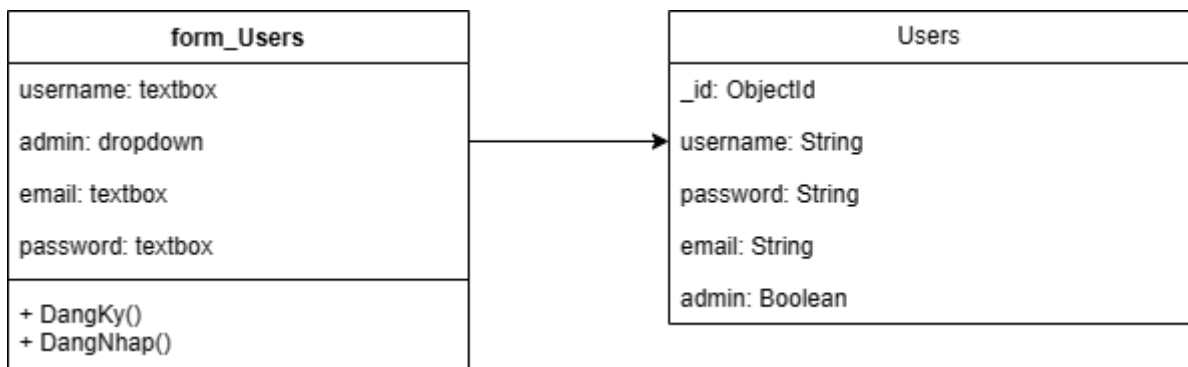 form_Users
username: textbox
admin: dropdown
email: textbox
password: textbox
+ DangKy()
+ DangNhap()
Users
_id: ObjectId
username: String
password: String
email: String
admin: Boolean